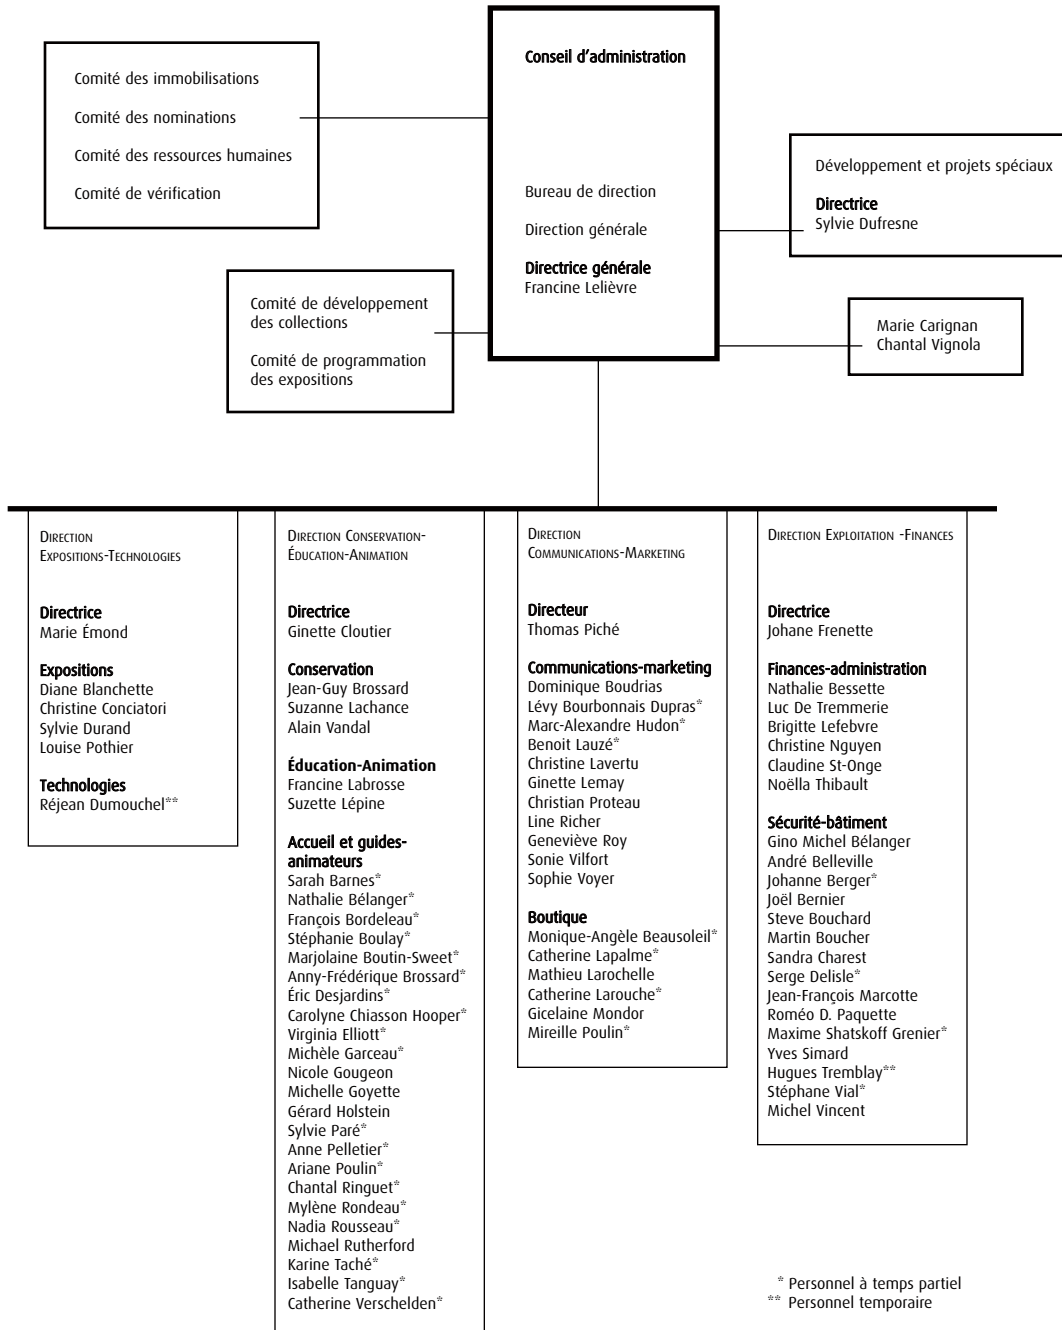 Conseil d'administration
Comité des immobilisations
Comité des nominations
Comité des ressources humaines
Comité de vérification
Bureau de direction
Direction générale
Directrice générale
Francine Lelièvre
Développement et projets spéciaux
Directrice
Sylvie Dufresne
Comité de développement
des collections
Comité de programmation
des expositions
Marie Carignan
Chantal Vignola
Direction
Expositions-Technologies
Directrice
Marie Émond
Expositions
Diane Blanchette
Christine Conciatori
Sylvie Durand
Louise Pothier
Technologies
Réjean Dumouchel**
Direction Conservation-
Éducation-Animation
Directrice
Ginette Cloutier
Conservation
Jean-Guy Brossard
Suzanne Lachance
Alain Vandal
Éducation-Animation
Francine Labrosse
Suzette Lépine
Accueil et guides-
animateurs
Sarah Barnes*
Nathalie Bélanger*
François Bordeleau*
Stéphanie Boulay*
Marjolaine Boutin-Sweet*
Anny-Frédérique Brossard*
Éric Desjardins*
Carolyne Chiasson Hooper*
Virginia Elliott*
Michèle Garceau*
Nicole Gougeon
Michelle Goyette
Gérard Holstein
Sylvie Paré*
Anne Pelletier*
Ariane Poulin*
Chantal Ringuet*
Mylène Rondeau*
Nadia Rousseau*
Michael Rutherford
Karine Taché*
Isabelle Tanguay*
Catherine Verschelden*
Direction
Communications-Marketing
Directeur
Thomas Piché
Communications-marketing
Dominique Boudrias
Lévy Bourbonnais Dupras*
Marc-Alexandre Hudon*
Benoit Lauzé*
Christine Lavertu
Ginette Lemay
Christian Proteau
Line Richer
Geneviève Roy
Sonie Vilfort
Sophie Voyer
Boutique
Monique-Angèle Beausoleil*
Catherine Lapalme*
Mathieu Larochelle
Catherine Larouche*
Gicelaine Mondor
Mireille Poulin*
Direction Exploitation -Finances
Directrice
Johane Frenette
Finances-administration
Nathalie Bessette
Luc De Tremmerie
Brigitte Lefebvre
Christine Nguyen
Claudine St-Onge
Noëlla Thibault
Sécurité-bâtiment
Gino Michel Bélanger
André Belleville
Johanne Berger*
Joël Bernier
Steve Bouchard
Martin Boucher
Sandra Charest
Serge Delisle*
Jean-François Marcotte
Roméo D. Paquette
Maxime Shatskoff Grenier*
Yves Simard
Hugues Tremblay**
Stéphane Vial*
Michel Vincent
* Personnel à temps partiel
** Personnel temporaire